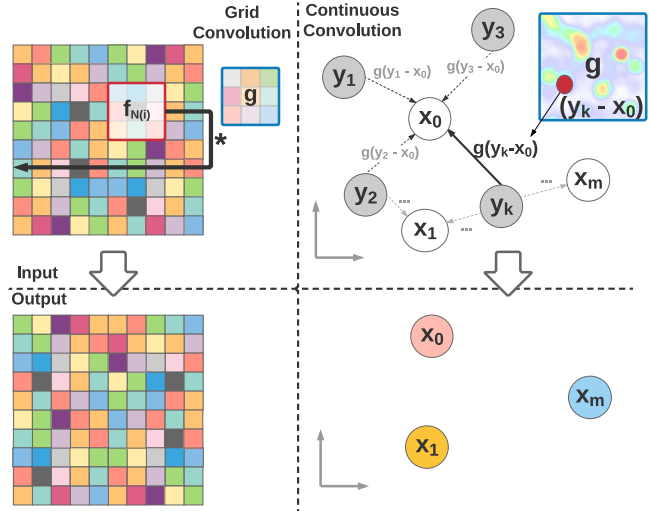 Grid
Convolution
g
f_N(i)
*
Continuous
Convolution
y_3
y_1
g(y_1 - x_0)
g(y_3 - x_0)
x_0
g
(y_k - x_0)
g(y_2 - x_0)
g(y_k-x_0)
y_2
...
y_k
...
x_m
x_1
...
Input
Output
x_0
x_m
x_1